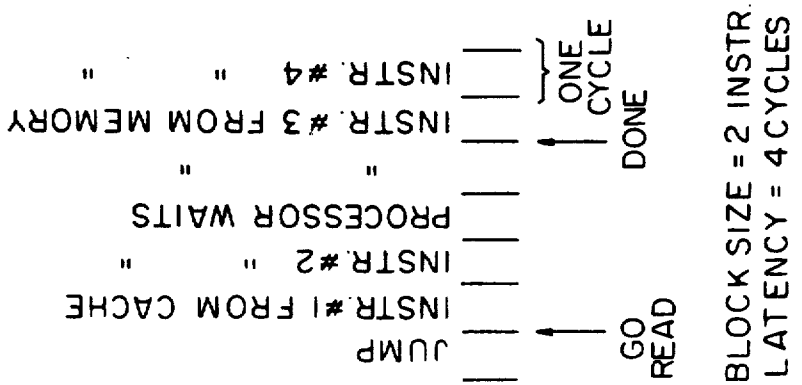 JUMP
INSTR. #1 FROM CACHE
INSTR. #2 " "
PROCESSOR WAITS
" "
INSTR. #3 FROM MEMORY
INSTR. #4 " "
GO
READ
DONE
ONE
CYCLE
BLOCK SIZE = 2 INSTR.
LATENCY = 4 CYCLES